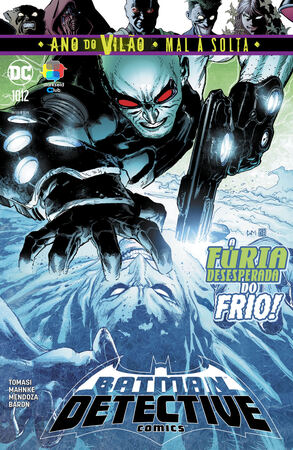 ANO DO VILÃO • MAL À SOLTA
DC
1012
A
FÚRIA
DESESPERADA
DO
FRIO!
TOMASI
MAHNKE
MENDOZA
BARON
BATMAN
DETECTIVE
COMICS